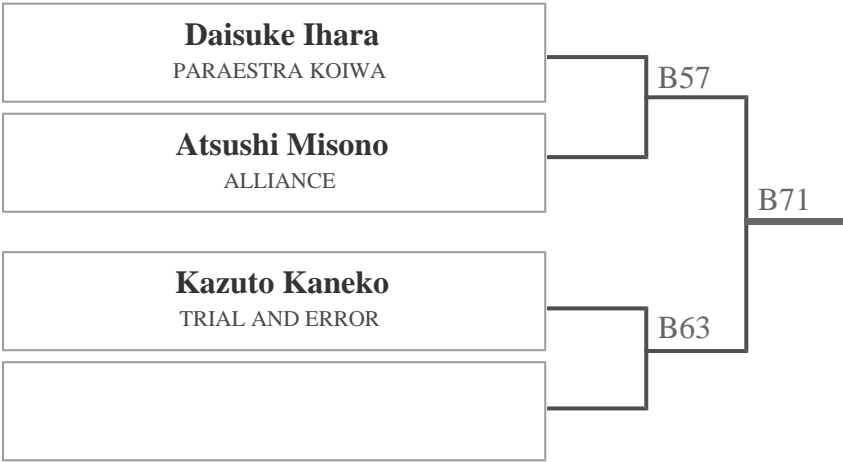 Daisuke Ihara
PARAESTRA KOIWA
B57
Atsushi Misono
ALLIANCE
B71
Kazuto Kaneko
TRIAL AND ERROR
B63